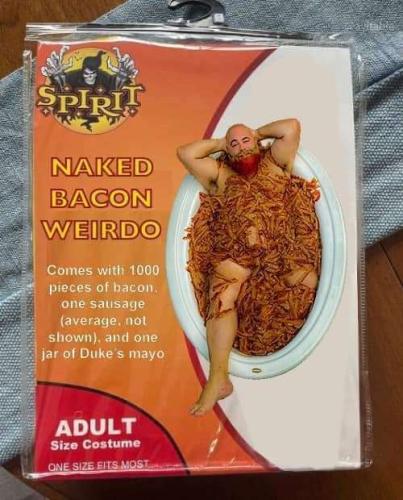 SPIRIT
NAKED
BACON
WEIRDO
Comes with 1000
pieces of bacon,
one sausage
(average, not
shown), and one
jar of Duke's mayo
ADULT
Size Costume
ONE SIZE FITS MOST